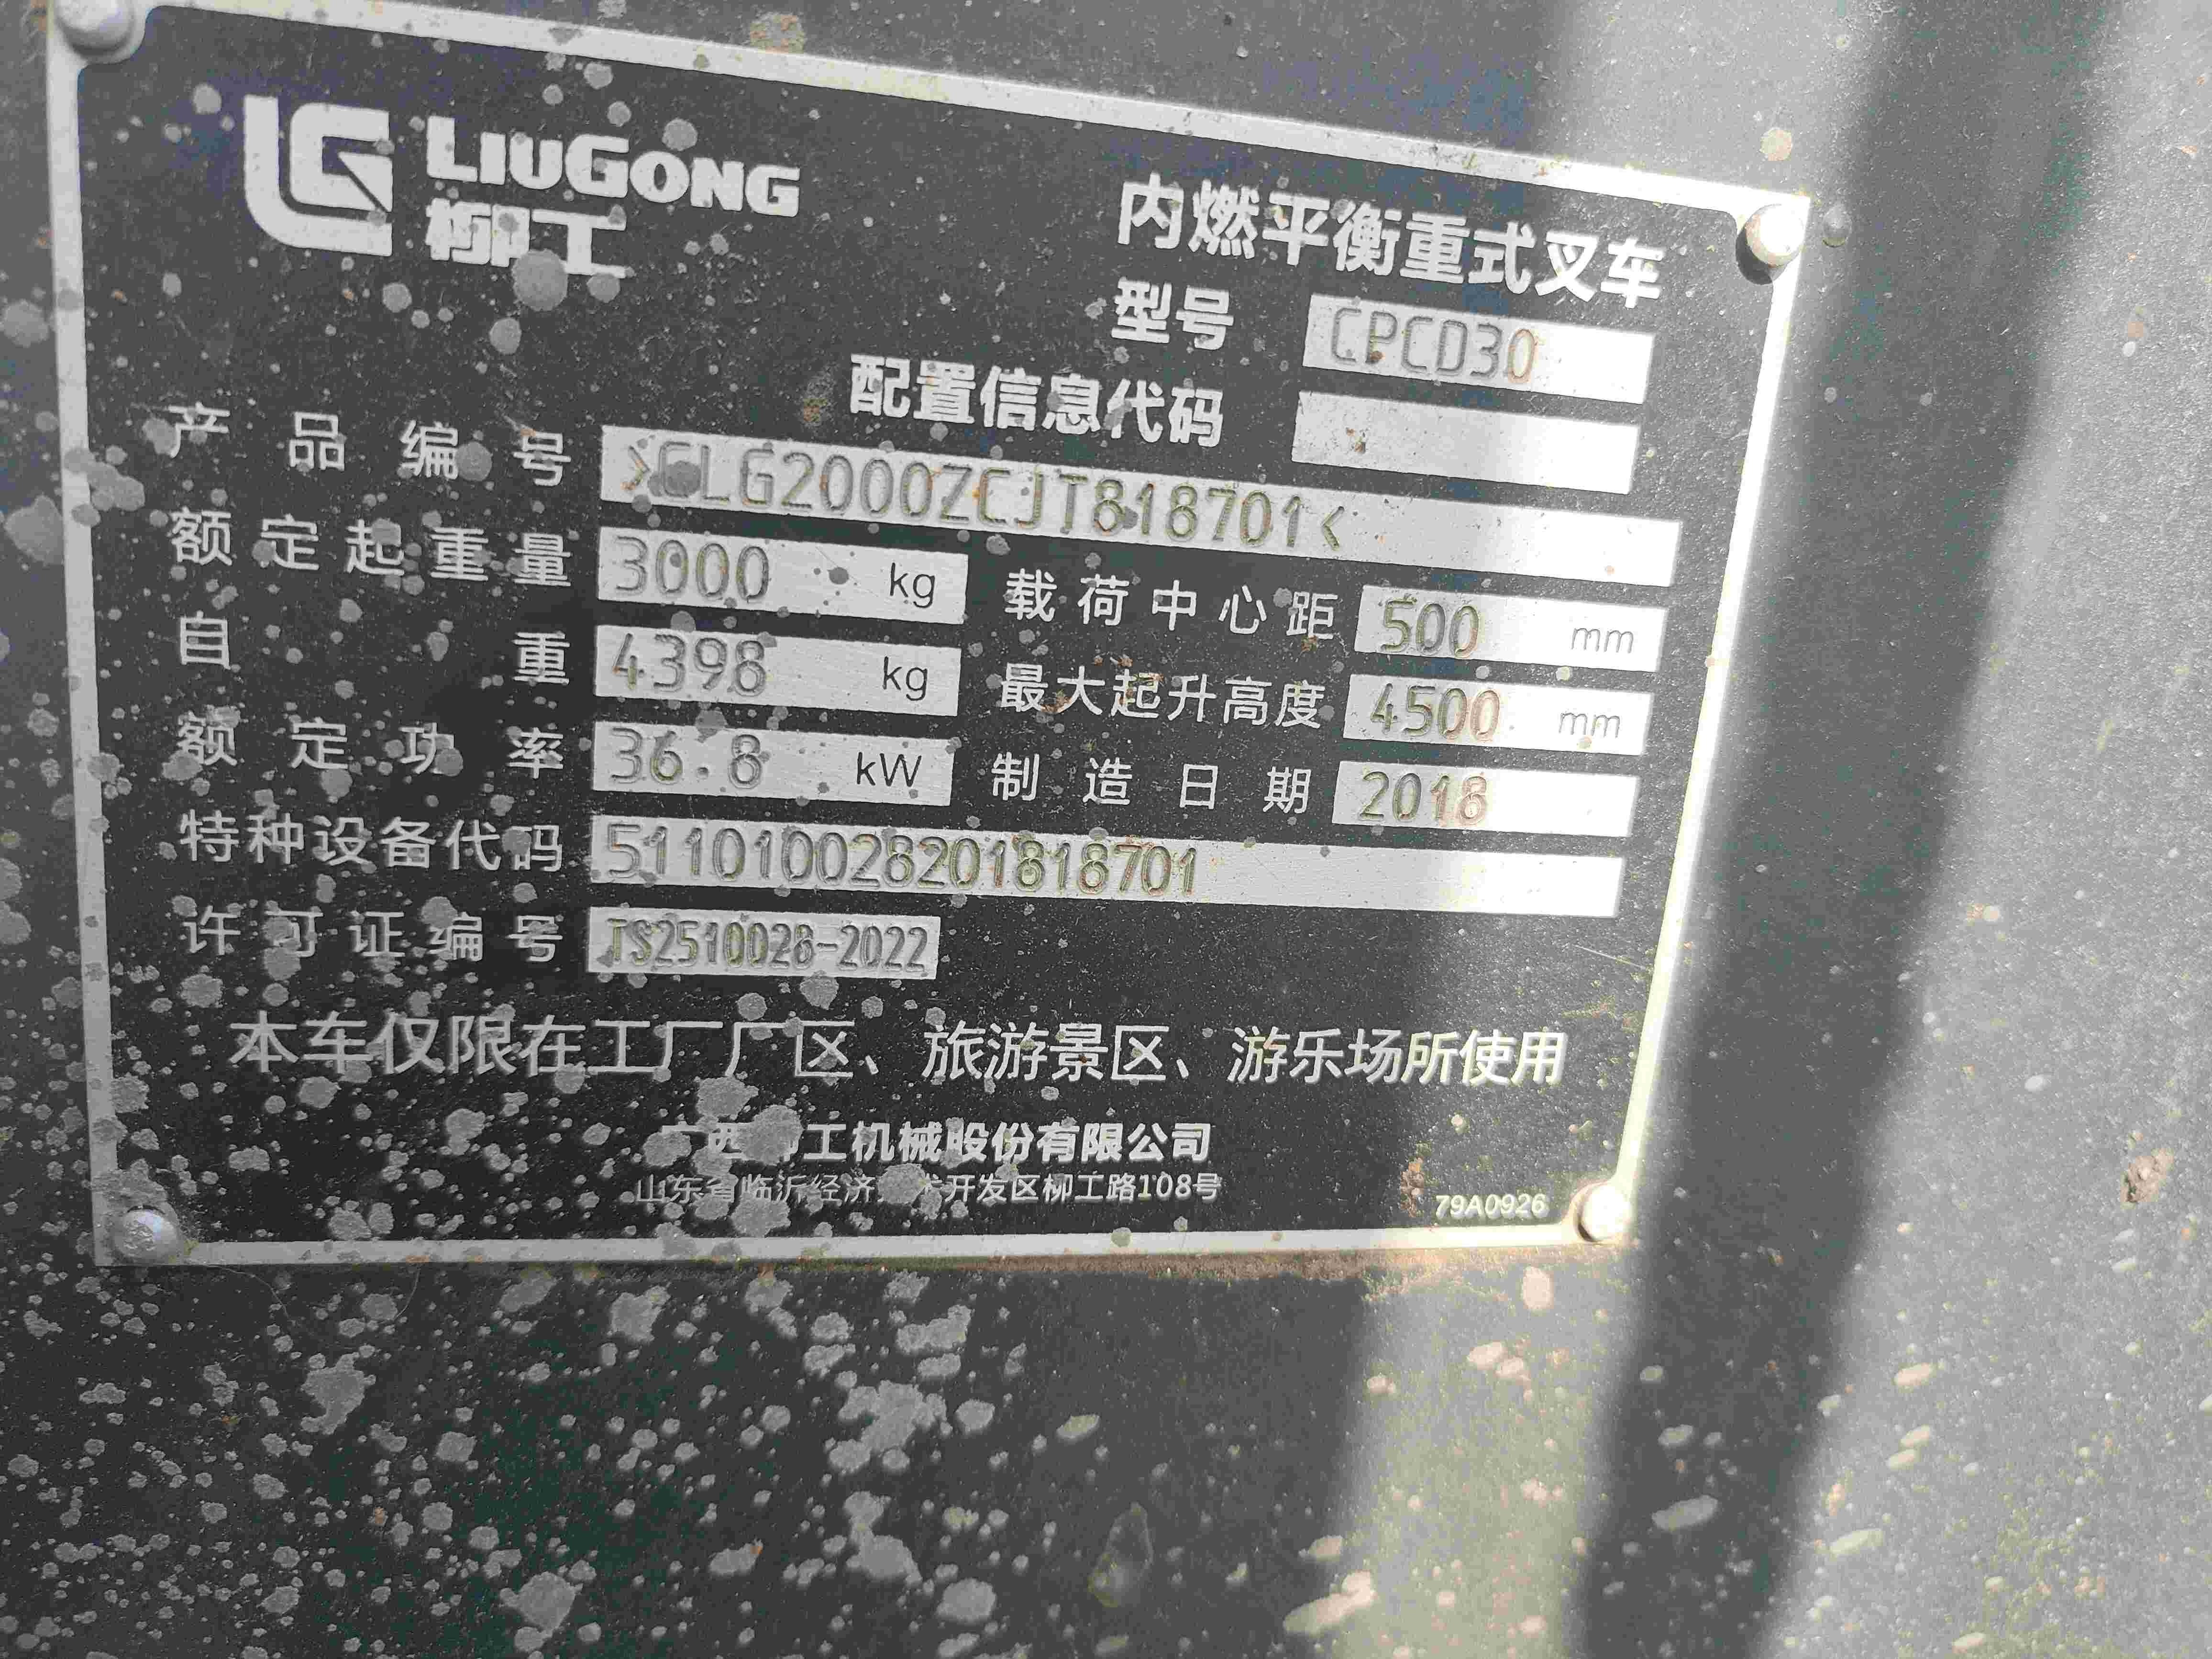 LIUGONG
柳工
内燃平衡重式叉车
型号 CPCD30
配置信息代码
产品编号 >CLG2000ZCJT818701<
额定起重量 3000 kg 载荷中心距 500 mm
自重 4398 kg 最大起升高度 4500 mm
额定功率 36.8 kW 制造日期 2018
特种设备代码 511010028201818701
许可证编号 TS2510028-2022
本车仅限在工厂厂区、旅游景区、游乐场所使用
广西柳工机械股份有限公司
山东省临沂经济技术开发区柳工路108号
79A0926